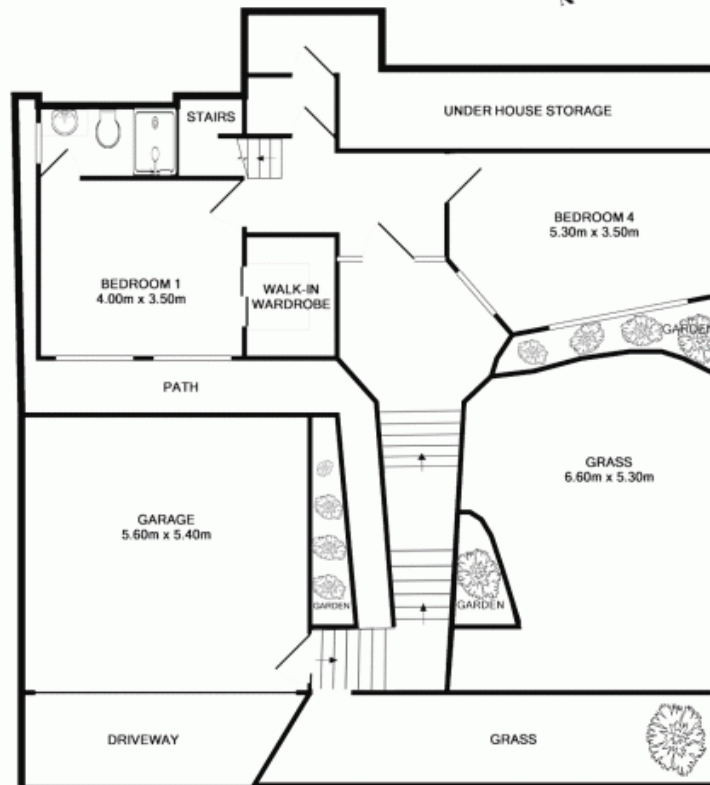 STAIRS
UNDER HOUSE STORAGE
BEDROOM 4
5.30m x 3.50m
BEDROOM 1
4.00m x 3.50m
WALK-IN
WARDROBE
GARDEN
PATH
GRASS
6.60m x 5.30m
GARAGE
5.60m x 5.40m
GARDEN
GARDEN
DRIVEWAY
GRASS